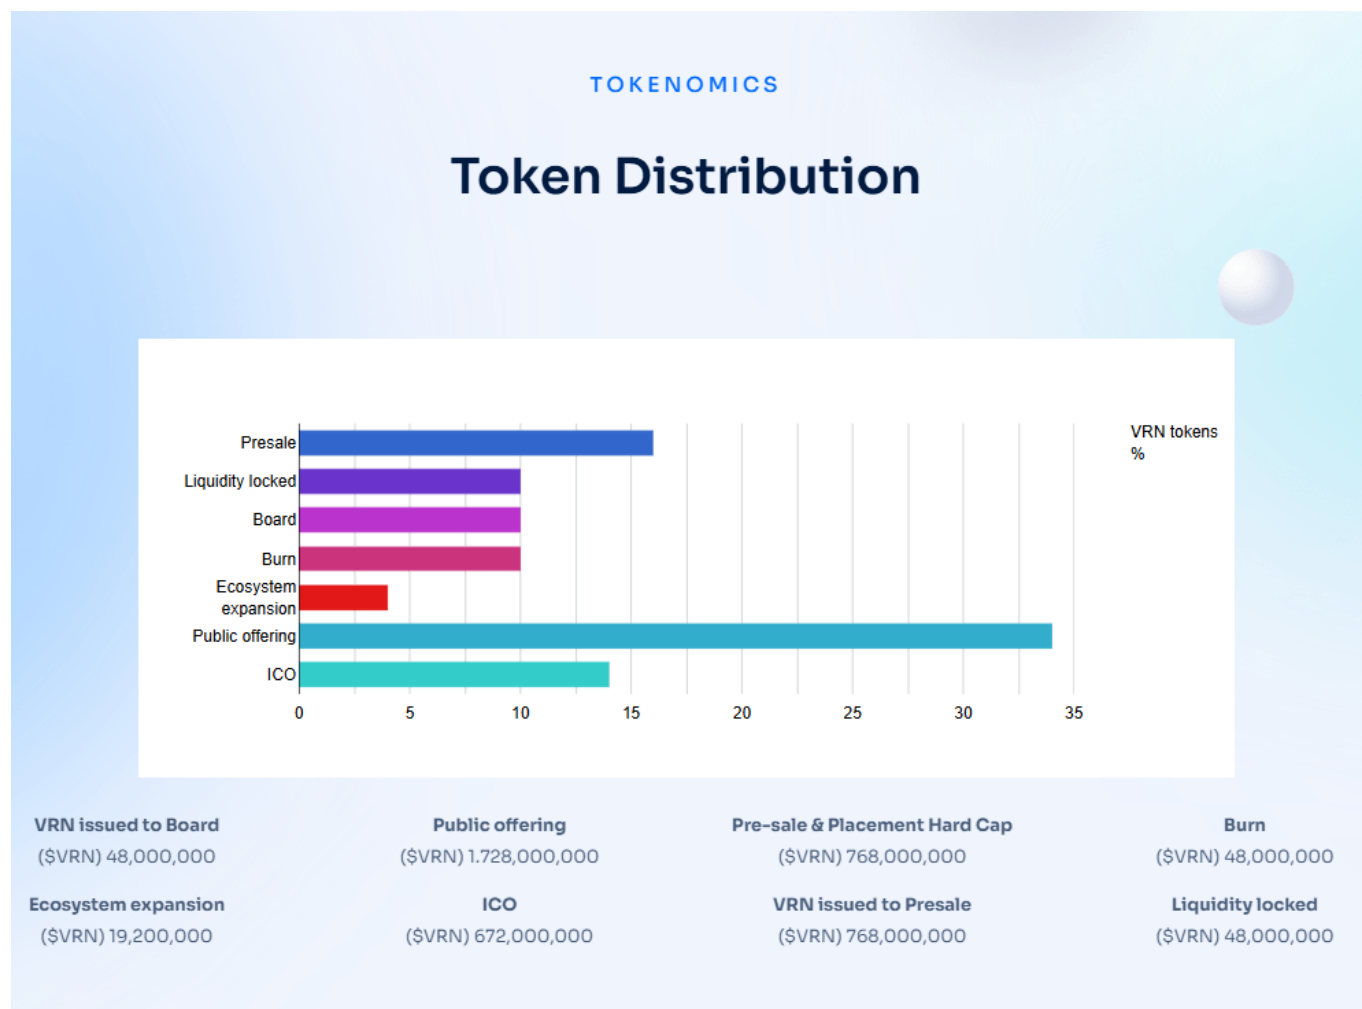 TOKENOMICS
Token Distribution
VRN tokens
%
Presale
Liquidity locked
Board
Burn
Ecosystem
expansion
Public offering
ICO
0 5 10 15 20 25 30 35
VRN issued to Board
($VRN) 48,000,000
Public offering
($VRN) 1.728,000,000
Pre-sale & Placement Hard Cap
($VRN) 768,000,000
Burn
($VRN) 48,000,000
Ecosystem expansion
($VRN) 19,200,000
ICO
($VRN) 672,000,000
VRN issued to Presale
($VRN) 768,000,000
Liquidity locked
($VRN) 48,000,000